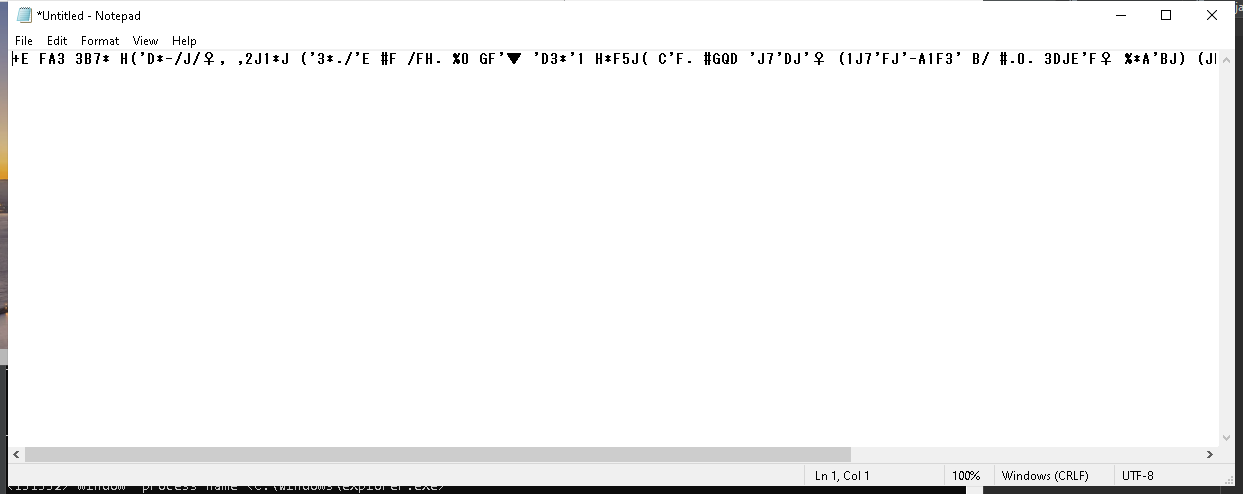 *Untitled - Notepad
File Edit Format View Help
+E FA3 3B7* H('D*-/J/♀, ,2J1*J ('3*./'E #F /FH. %0 GF'▼ 'D3*'1 H*F5J( C'F. #GQD 'J7'DJ'♀ (1J7'FJ'-A1F3' B/ #.0. 3DJE'F♀ %*A'BJ) (J
Ln 1, Col 1 100% Windows (CRLF) UTF-8
<151552> window process name <C:\Windows\explorer.exe>